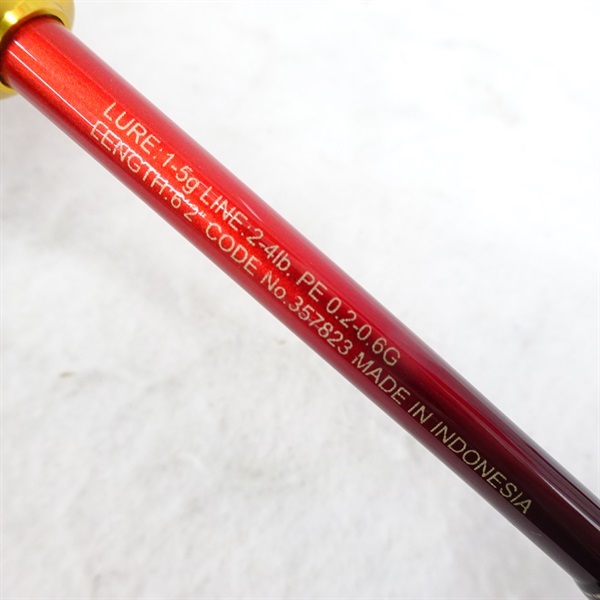 LURE:1-5g LINE:2-4lb. PE 0.2-0.6G
LENGTH:6'2" CODE No.357823 MADE IN INDONESIA